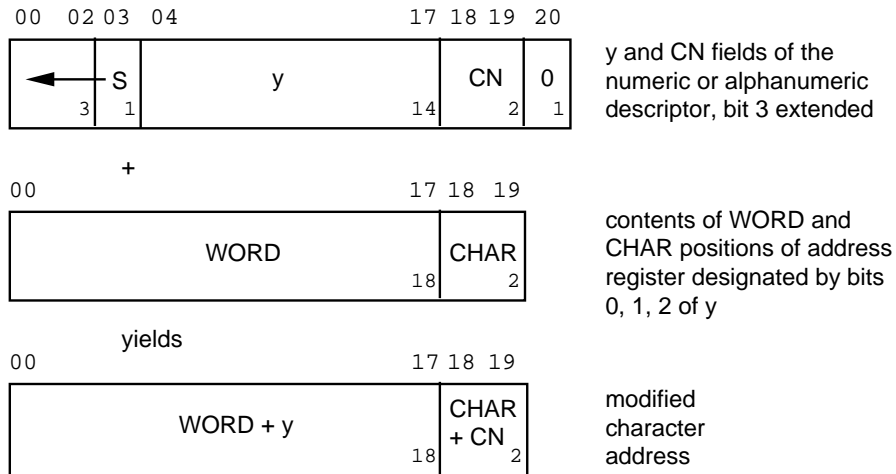 00 02 03 04 17 18 19 20
S y CN 0
3 1 14 2 1
y and CN fields of the
numeric or alphanumeric
descriptor, bit 3 extended
+
00 17 18 19
WORD CHAR
18 2
contents of WORD and
CHAR positions of address
register designated by bits
0, 1, 2 of y
yields
00 17 18 19
WORD + y CHAR
+ CN
18 2
modified
character
address